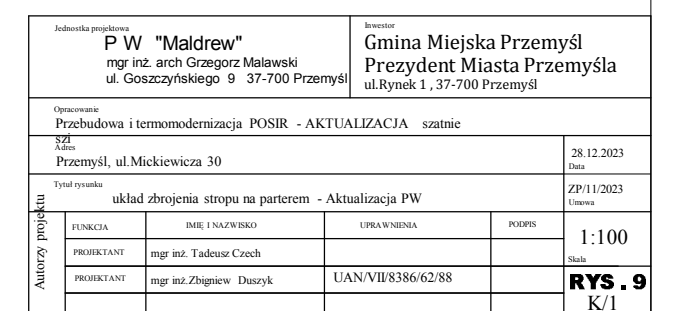 Jednostka projektowa
P W "Maldrew"
mgr inż. arch Grzegorz Malawski
ul. Goszczyńskiego 9 37-700 Przemyśl
Inwestor
Gmina Miejska Przemyśl
Prezydent Miasta Przemyśla
ul.Rynek 1 , 37-700 Przemyśl
Opracowanie
Przebudowa i termomodernizacja POSIR - AKTUALIZACJA szatnie
szi
Adres
Przemyśl, ul.Mickiewicza 30
28.12.2023
Data
Tytuł rysunku
układ zbrojenia stropu na parterem - Aktualizacja PW
ZP/11/2023
Umowa
Autorzy projektu
FUNKCJA IMIĘ I NAZWISKO UPRAWNIENIA PODPIS
1:100
Skala
PROJEKTANT mgr inż. Tadeusz Czech
PROJEKTANT mgr inż.Zbigniew Duszyk UAN/VII/8386/62/88
RYS . 9
K/1